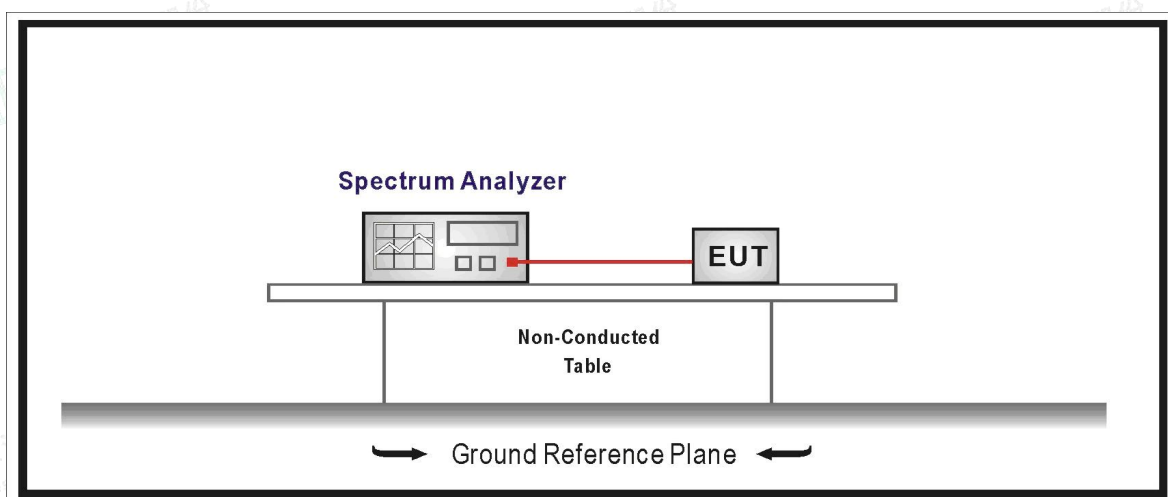 Spectrum Analyzer
EUT
Non-Conducted
Table
Ground Reference Plane